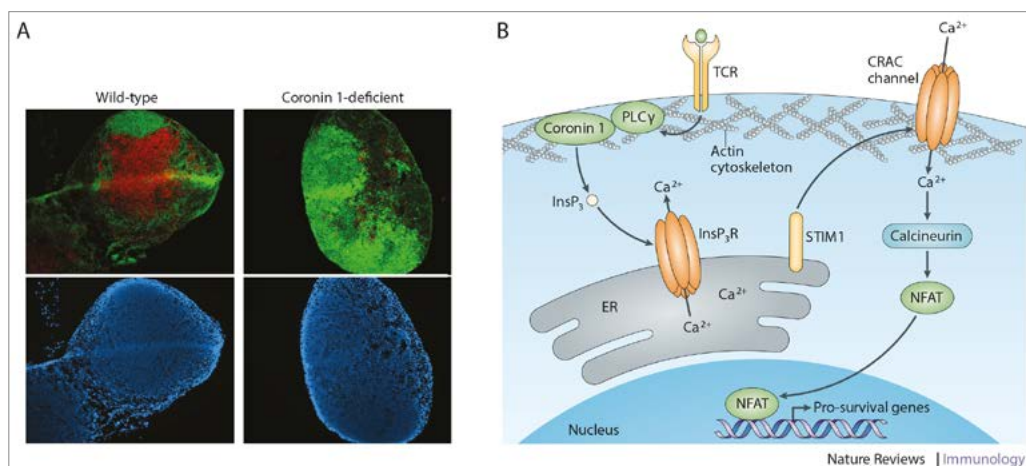 A
Wild-type
Coronin 1-deficient
B
Ca²⁺
CRAC
channel
TCR
PLCγ
Coronin 1
Actin
cytoskeleton
Ca²⁺
InsP₃
Ca²⁺
InsP₃R
STIM1
Calcineurin
ER
Ca²⁺
NFAT
Ca²⁺
NFAT
Pro-survival genes
Nucleus
Nature Reviews | Immunology